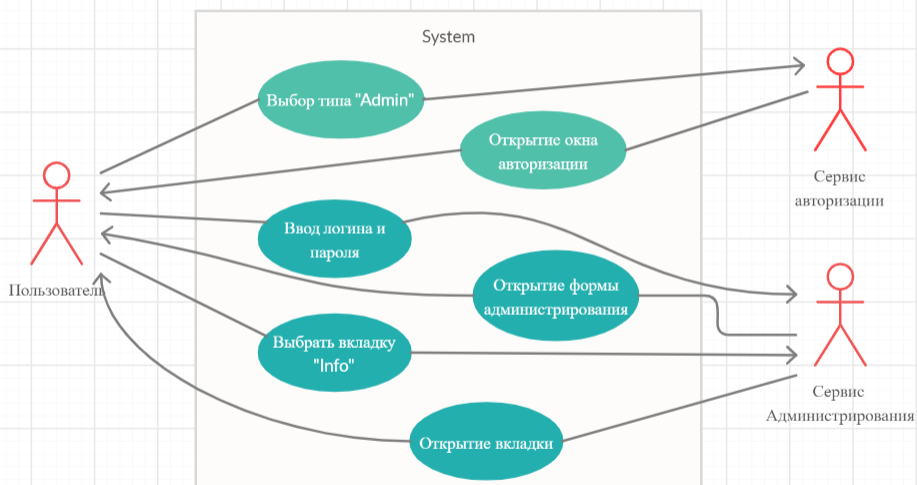 System
Выбор типа "Admin"
Открытие окна
авторизации
Сервис
авторизации
Ввод логина и
пароля
Пользователь
Открытие формы
администрирования
Выбрать вкладку
"Info"
Сервис
Администрирования
Открытие вкладки